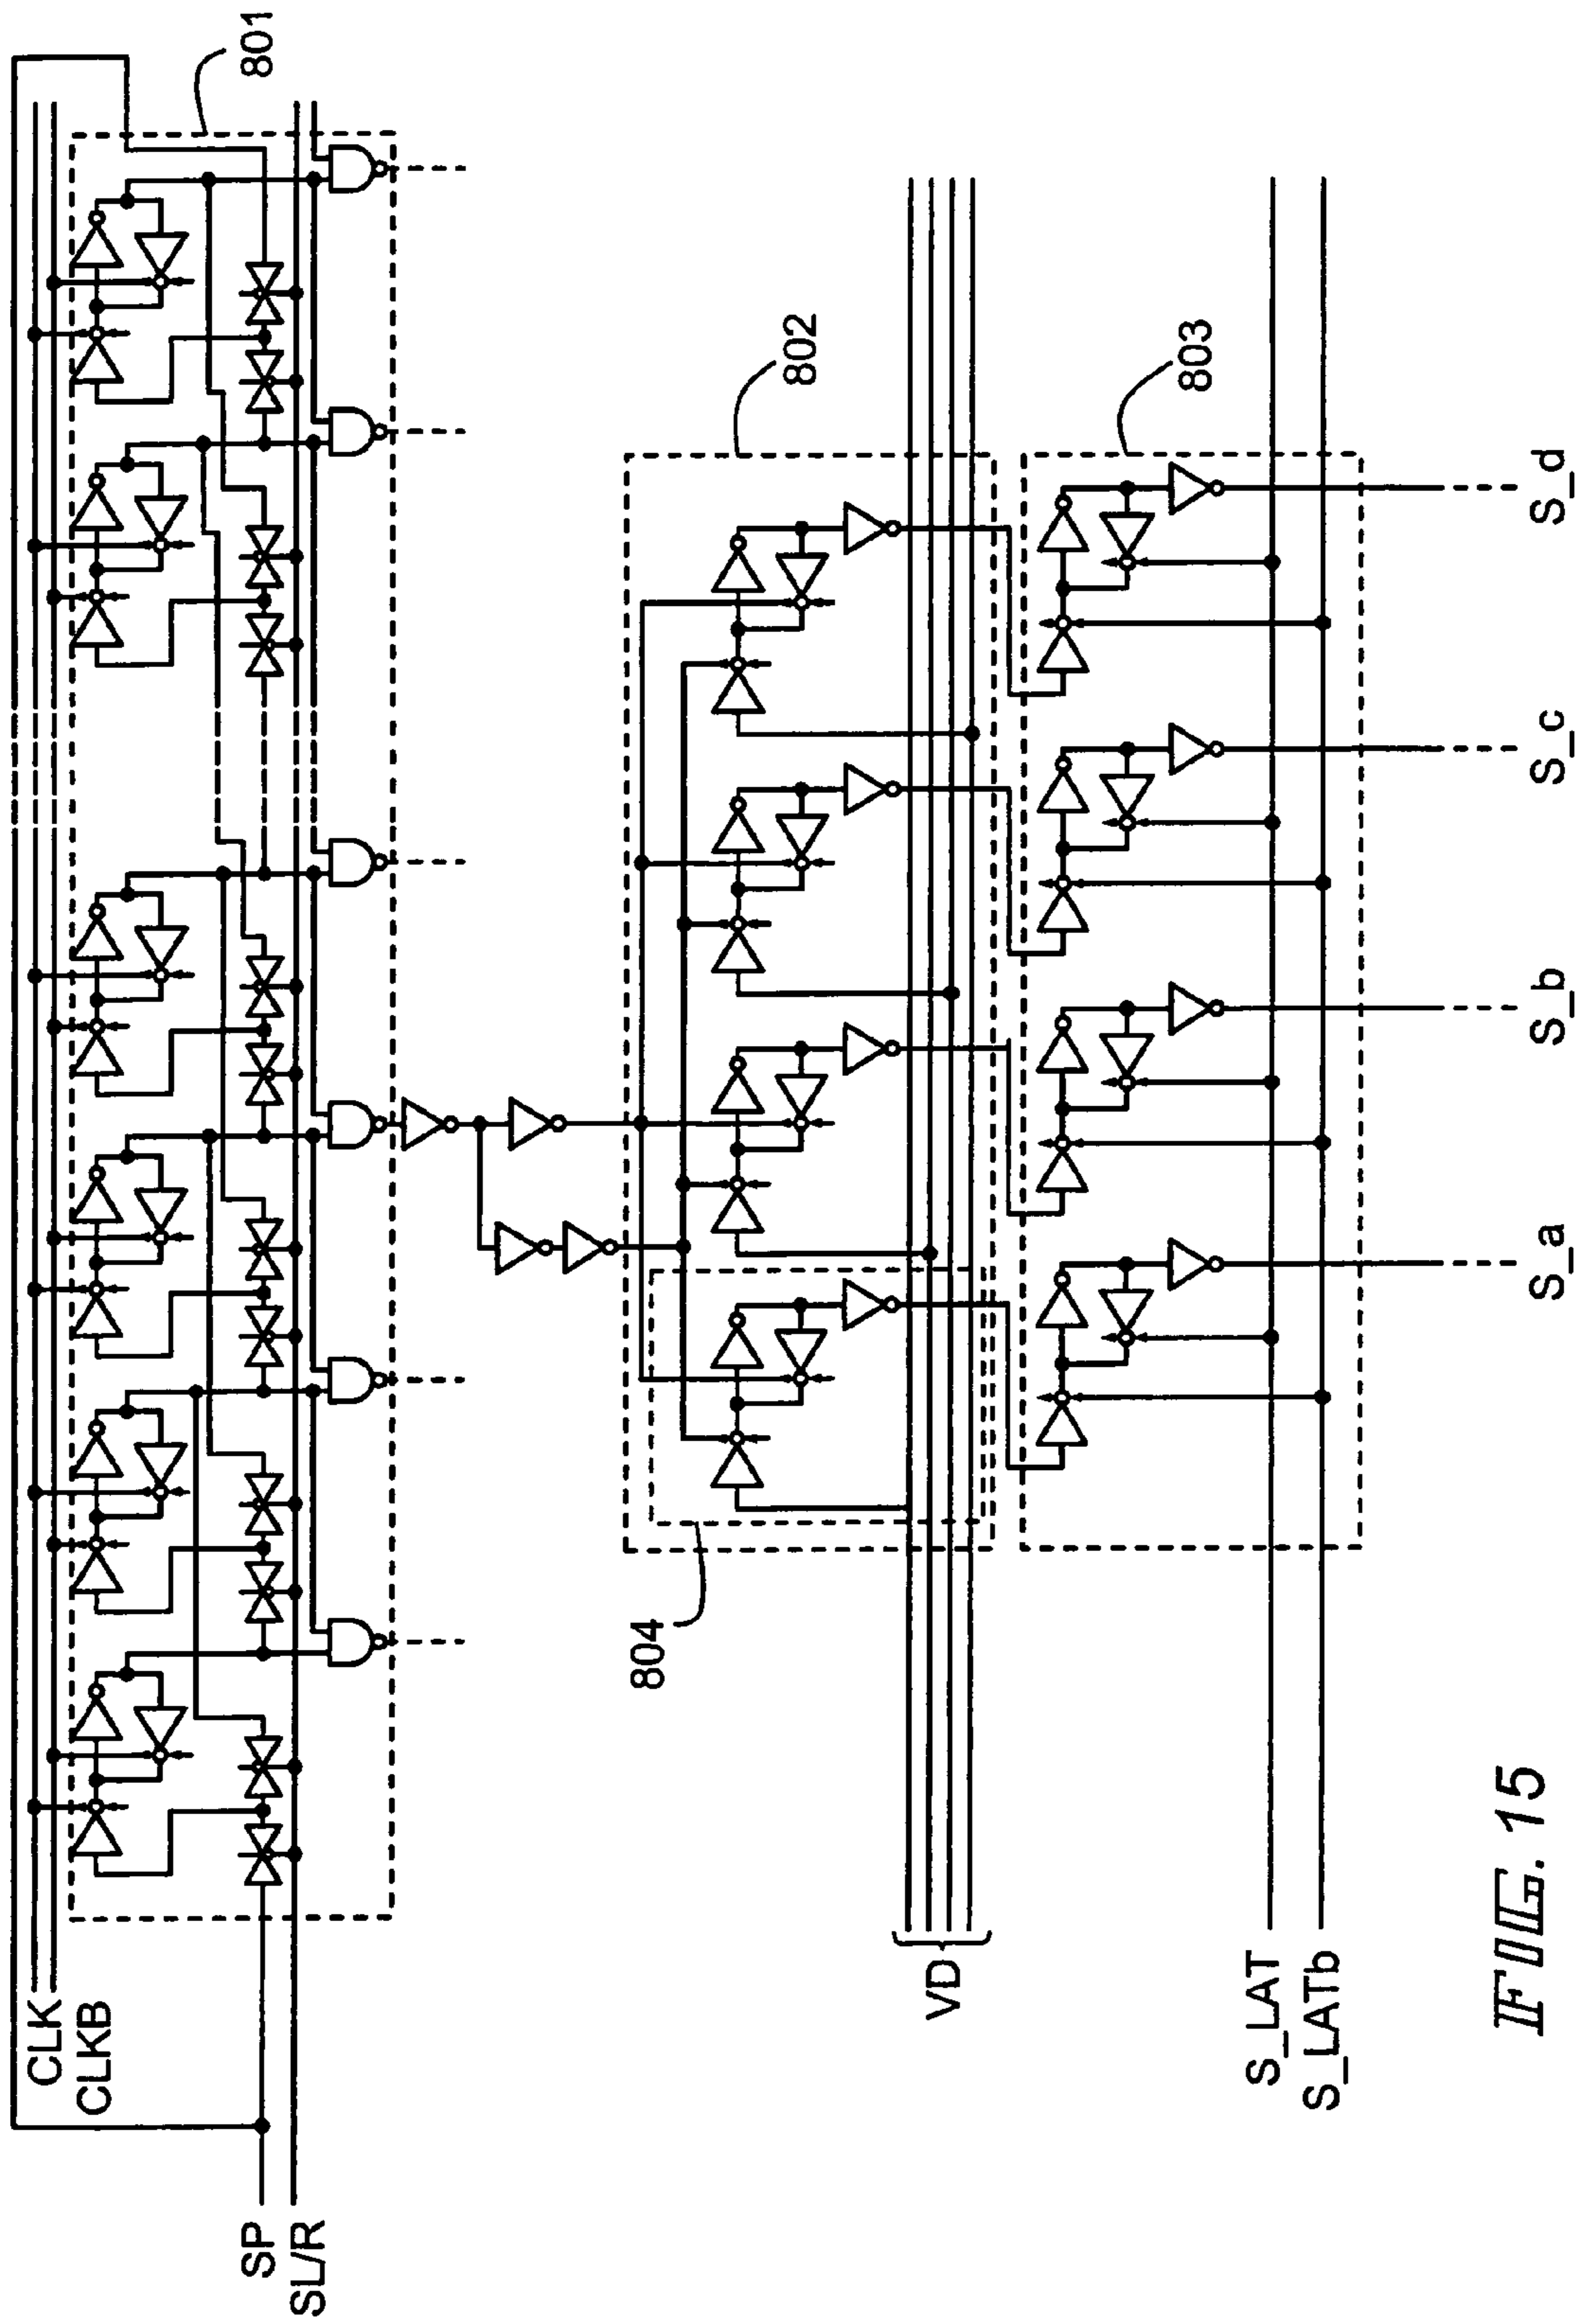 801
CLK
CLKB
SP
SL/R
802
804
VD
803
S_LAT
S_LATb
S_a
S_b
S_c
S_d
FIG. 15